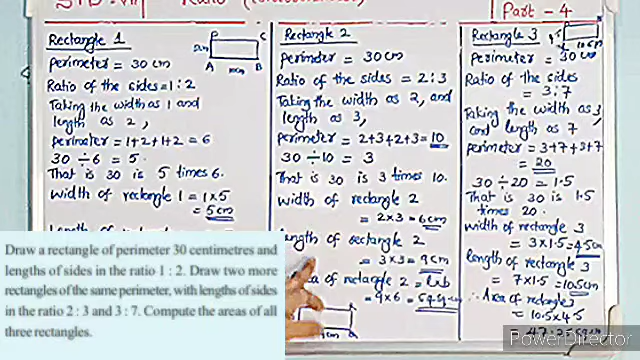 STD-VII Ratio
Part - 4
Rectangle 1
Perimeter = 30 cm
Ratio of the sides = 1 : 2
Taking the width as 1 and
length as 2,
Perimeter = 1+2+1+2 = 6
30 ÷ 6 = 5.
That is 30 is 5 times 6.
Width of rectangle 1 = 1×5
= 5cm
D C
A B
10cm
Rectangle 2
Perimeter = 30 cm
Ratio of the sides = 2 : 3
Taking the width as 2, and
length as 3,
Perimeter = 2+3+2+3 = 10
30 ÷ 10 = 3
That is 30 is 3 times 10.
Width of rectangle 2
= 2×3 = 6cm
Length of rectangle 2
= 3×3 = 9cm
of rectangle 2 = l×b
= 9×6 = 54
Rectangle 3
10.5cm
Perimeter = 30 cm
Ratio of the sides
= 3:7
Taking the width as 3,
and length as 7
Perimeter = 3+7+3+7
= 20
30 ÷ 20 = 1.5
That is 30 is 1.5
times 20.
Width of rectangle 3
= 3×1.5 = 4.5cm
length of rectangle 3
= 7×1.5 = 10.5cm
∴ Area of rectangle 3
= 10.5×4.5
= 47.25
Draw a rectangle of perimeter 30 centimetres and
lengths of sides in the ratio 1 : 2. Draw two more
rectangles of the same perimeter, with lengths of sides
in the ratio 2 : 3 and 3 : 7. Compute the areas of all
three rectangles.
PowerDirector